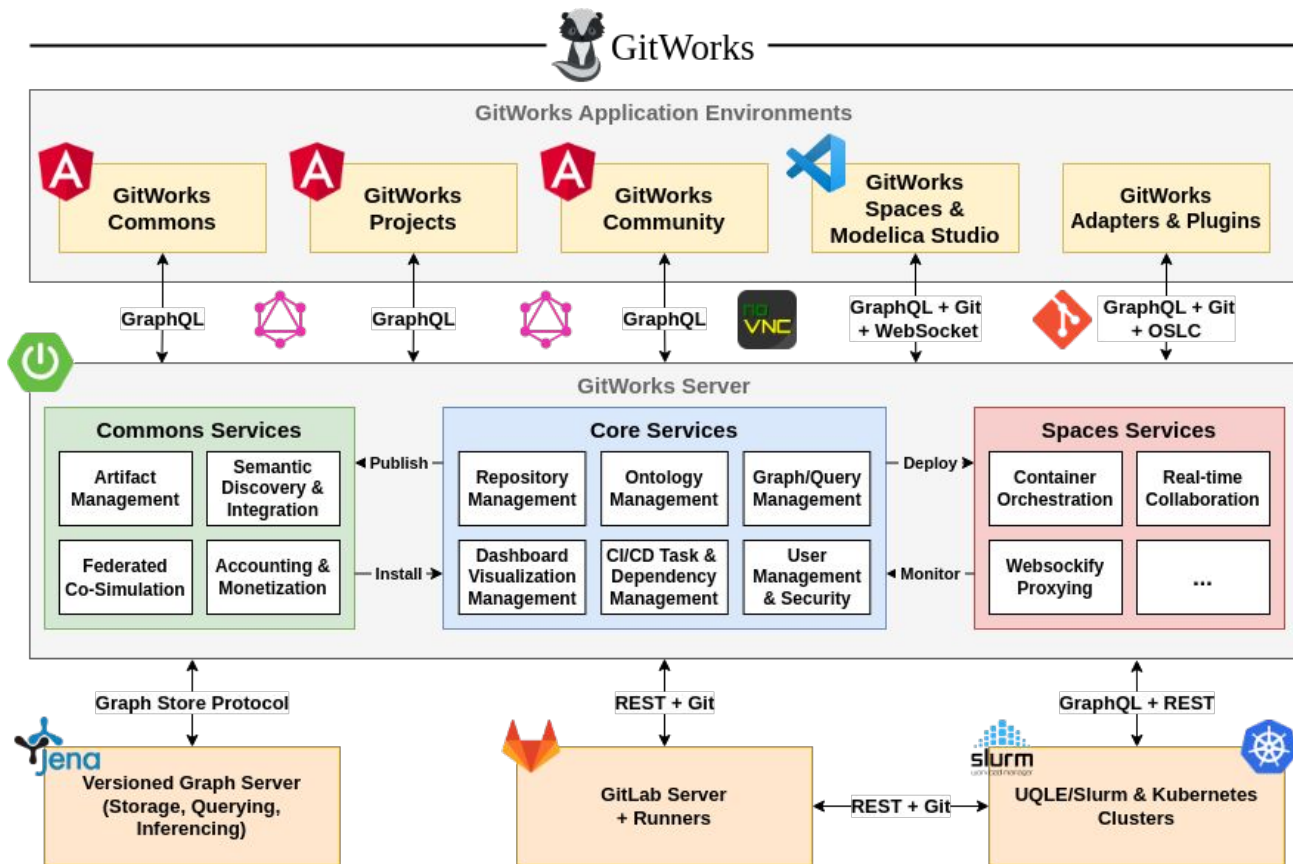 GitWorks
GitWorks Application Environments
GitWorks
Commons
GitWorks
Projects
GitWorks
Community
GitWorks
Spaces &
Modelica Studio
GitWorks
Adapters & Plugins
GraphQL
GraphQL
GraphQL
no
VNC
GraphQL + Git
+ WebSocket
GraphQL + Git
+ OSLC
GitWorks Server
Commons Services
Artifact
Management
Semantic
Discovery &
Integration
Federated
Co-Simulation
Accounting &
Monetization
Publish
Install
Core Services
Repository
Management
Ontology
Management
Graph/Query
Management
Dashboard
Visualization
Management
CI/CD Task &
Dependency
Management
User
Management
& Security
Deploy
Monitor
Spaces Services
Container
Orchestration
Real-time
Collaboration
Websockify
Proxying
...
Graph Store Protocol
REST + Git
GraphQL + REST
Jena
Versioned Graph Server
(Storage, Querying,
Inferencing)
GitLab Server
+ Runners
REST + Git
slurm
workload manager
UQLE/Slurm & Kubernetes
Clusters